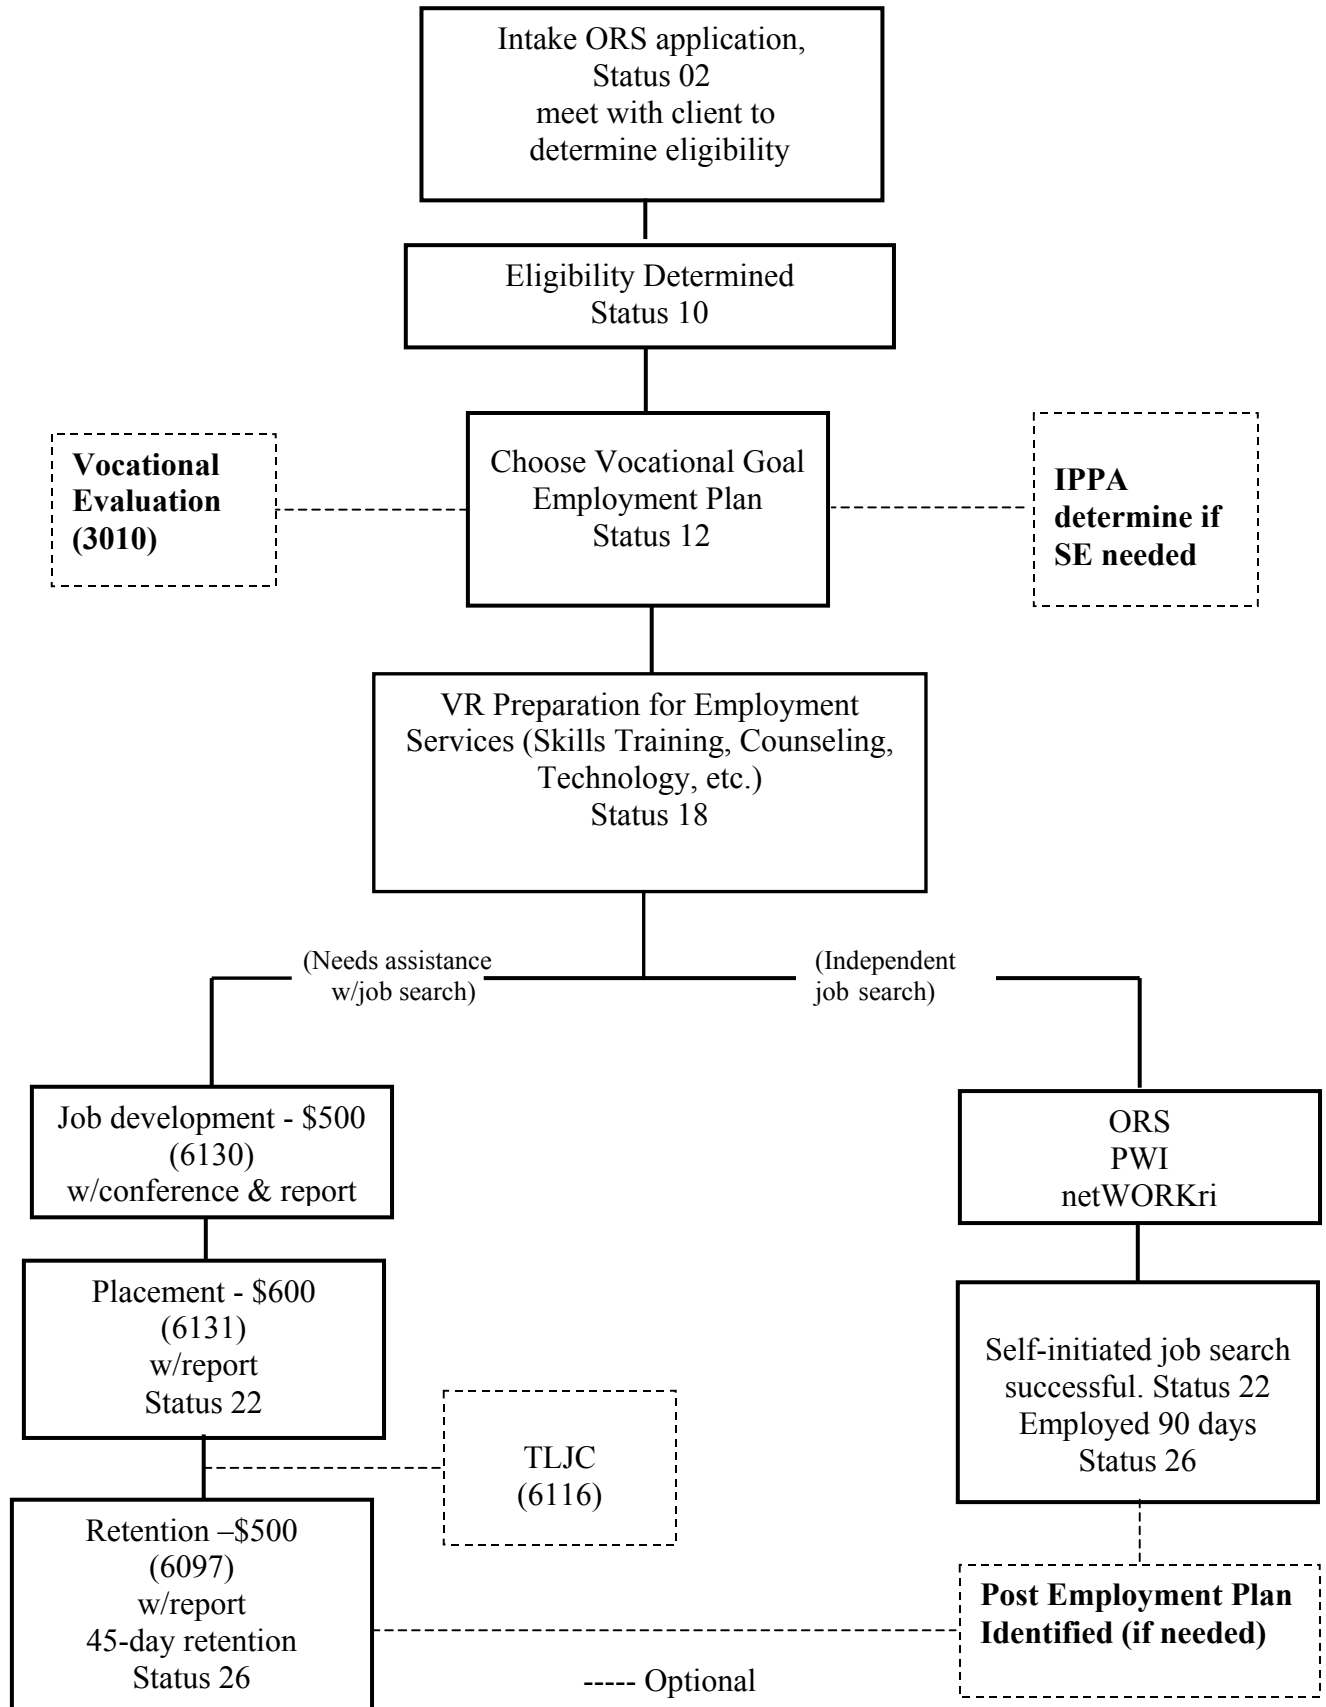 Intake ORS application,
Status 02
meet with client to
determine eligibility
Eligibility Determined
Status 10
Vocational
Evaluation
(3010)
Choose Vocational Goal
Employment Plan
Status 12
IPPA
determine if
SE needed
VR Preparation for Employment
Services (Skills Training, Counseling,
Technology, etc.)
Status 18
(Needs assistance
w/job search)
(Independent
job search)
Job development - $500
(6130)
w/conference & report
ORS
PWI
netWORKri
Placement - $600
(6131)
w/report
Status 22
Self-initiated job search
successful. Status 22
Employed 90 days
Status 26
TLJC
(6116)
Retention –$500
(6097)
w/report
45-day retention
Status 26
Post Employment Plan
Identified (if needed)
----- Optional